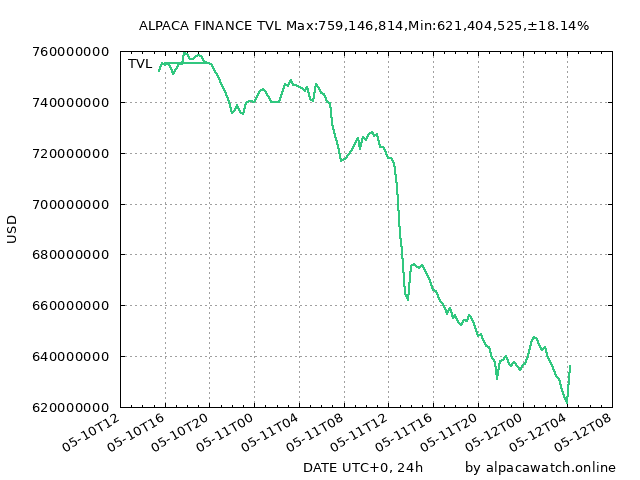 ALPACA FINANCE TVL Max:759,146,814,Min:621,404,525,±18.14%
TVL
760000000
740000000
720000000
700000000
680000000
660000000
640000000
620000000
USD
05-10T12
05-10T16
05-10T20
05-11T00
05-11T04
05-11T08
05-11T12
05-11T16
05-11T20
05-12T00
05-12T04
05-12T08
DATE UTC+0, 24h
by alpacawatch.online